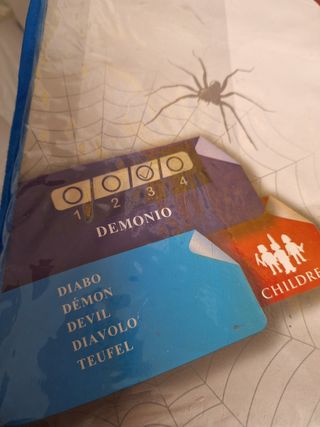 1 2 3 4
DEMONIO
DIABO
DÉMON
DEVIL
DIAVOLO
TEUFEL
CHILDRE